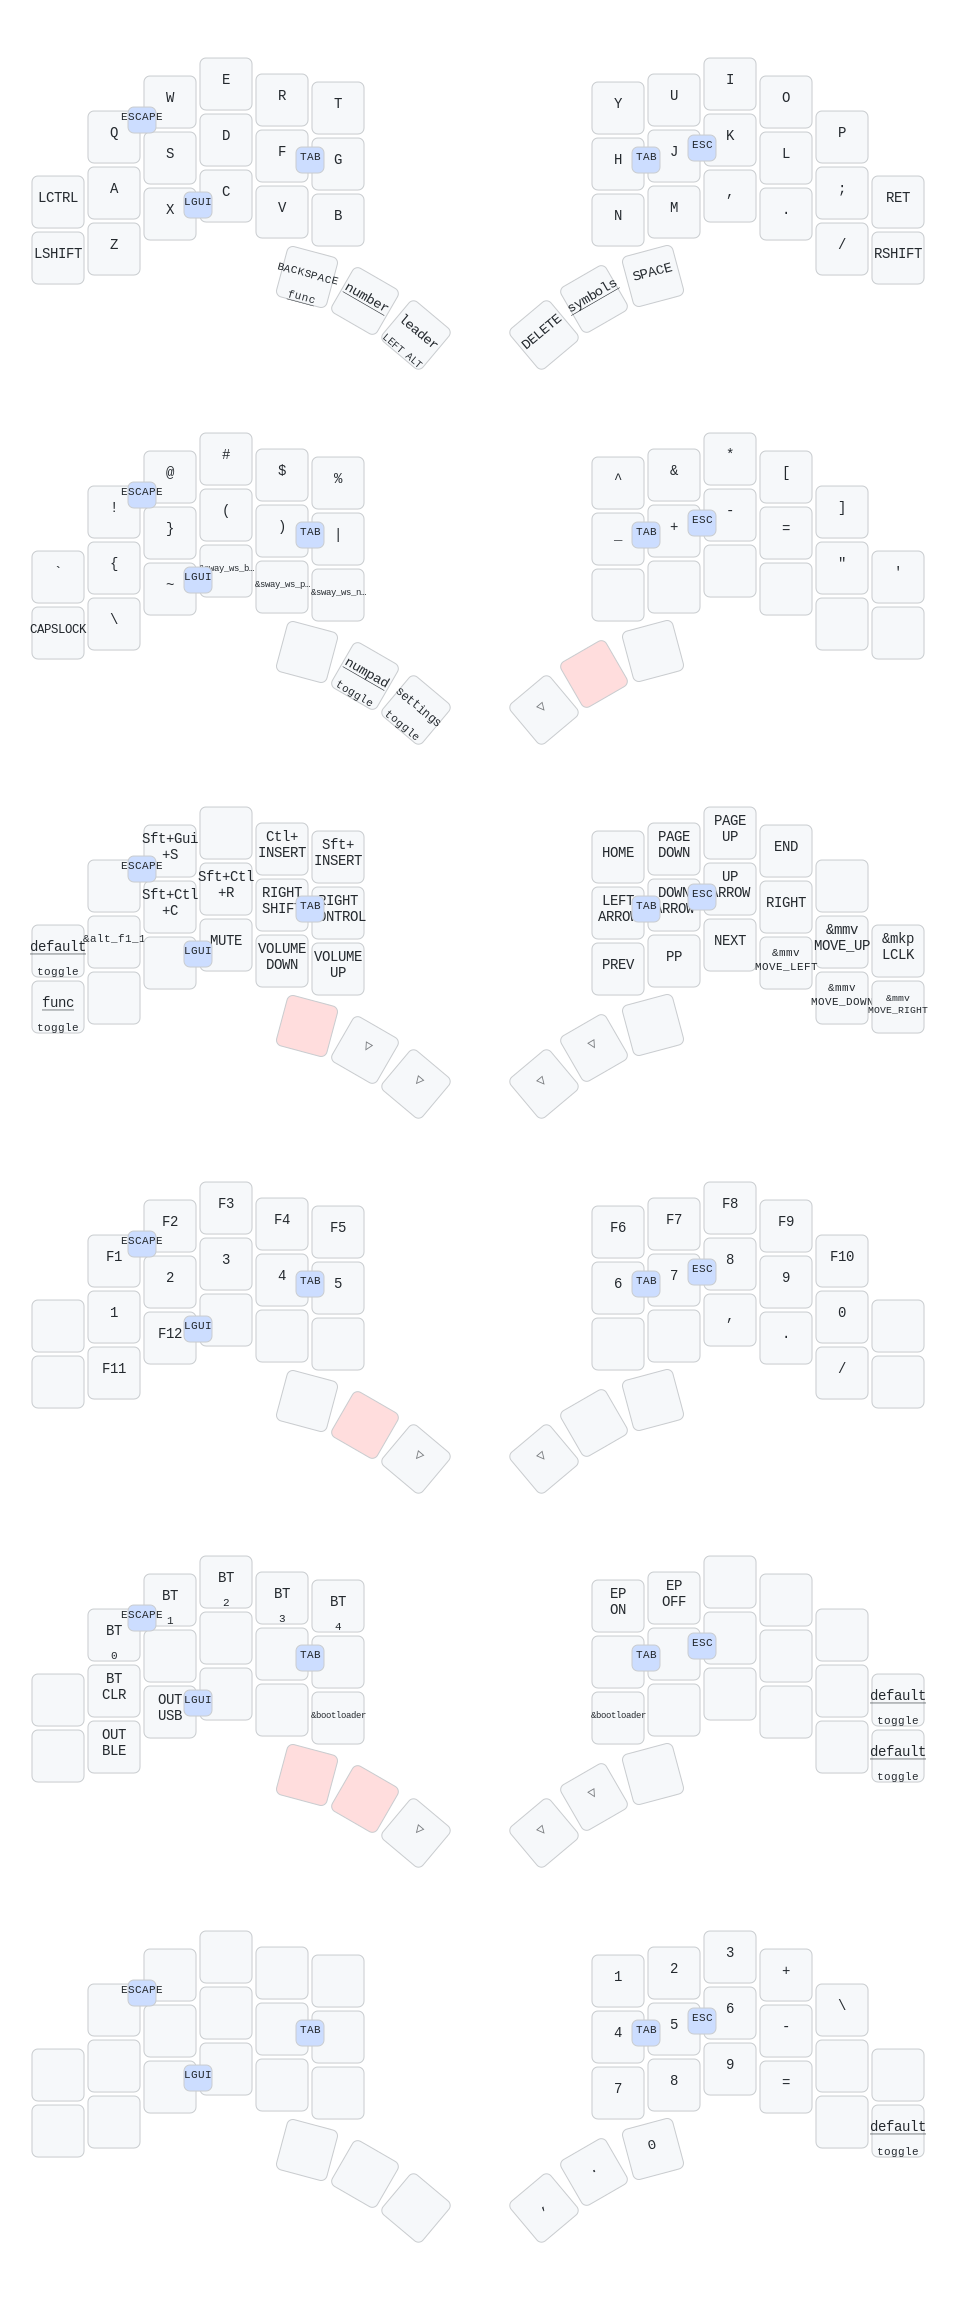 E
W
R
T
Q
ESCAPE
D
S
F
TAB
G
A
C
LCTRL
X
LGUI
V
B
LSHIFT
Z
BACKSPACE
func
number
leader
LEFT ALT
I
U
O
Y
P
K
ESC
J
L
H
TAB
;
,
RET
M
.
N
/
RSHIFT
SPACE
symbols
DELETE
#
@
$
%
!
ESCAPE
(
}
)
TAB
|
{
`
~
LGUI
&sway_ws_p…
&sway_ws_n…
CAPSLOCK
\
numpad
toggle
settings
toggle
*
&
[
^
]
-
ESC
+
=
_
TAB
"
'
◁
Sft+Gui
+S
Ctl+
INSERT
Sft+
INSERT
ESCAPE
Sft+Ctl
+R
Sft+Ctl
+C
RIGHT
SHIFT
TAB
RIGHT
CONTROL
default
toggle
&alt_f1_1
LGUI
MUTE
VOLUME
DOWN
VOLUME
UP
func
toggle
▷
▷
PAGE
UP
PAGE
DOWN
HOME
END
UP
ARROW
ESC
DOWN
ARROW
RIGHT
LEFT
ARROW
TAB
&mmv
MOVE_UP
&mkp
LCLK
NEXT
PP
PREV
&mmv
MOVE_LEFT
&mmv
MOVE_DOWN
&mmv
MOVE_RIGHT
◁
◁
F3
F2
F4
F5
F1
ESCAPE
3
2
4
TAB
5
1
F12
LGUI
F11
▷
F8
F7
F9
F6
F10
8
ESC
7
9
6
TAB
0
,
.
/
◁
BT
2
BT
1
BT
3
BT
4
ESCAPE
BT
0
TAB
BT
CLR
OUT
USB
LGUI
&bootloader
OUT
BLE
▷
EP
ON
EP
OFF
ESC
TAB
&bootloader
default
toggle
default
toggle
◁
◁
ESCAPE
TAB
LGUI
3
2
+
1
\
6
ESC
5
-
4
TAB
9
8
=
7
default
toggle
0
.
,